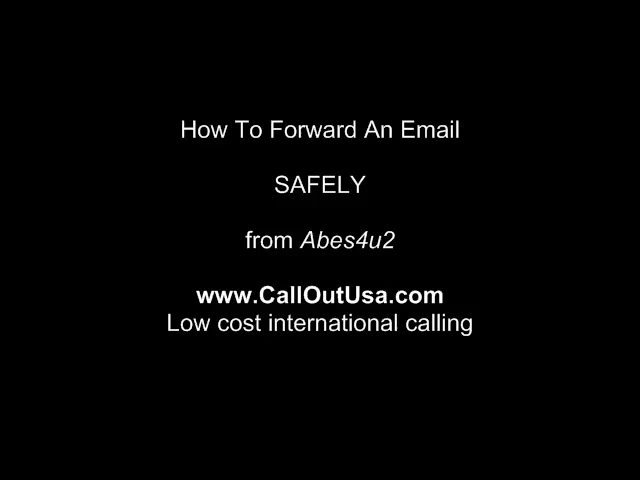 How To Forward An Email
SAFELY
from Abes4u2
www.CallOutUsa.com
Low cost international calling